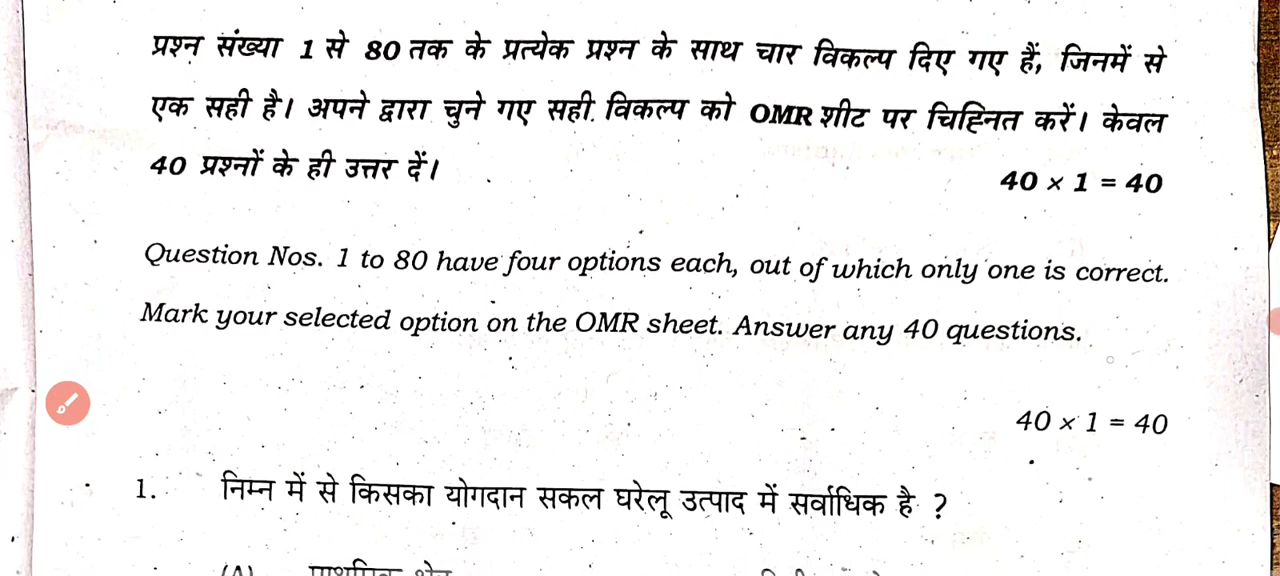 प्रश्न संख्या 1 से 80 तक के प्रत्येक प्रश्न के साथ चार विकल्प दिए गए हैं, जिनमें से
एक सही है। अपने द्वारा चुने गए सही विकल्प को OMR शीट पर चिह्नित करें। केवल
40 प्रश्नों के ही उत्तर दें।
40 × 1 = 40
Question Nos. 1 to 80 have four options each, out of which only one is correct.
Mark your selected option on the OMR sheet. Answer any 40 questions.
40 × 1 = 40
1. निम्न में से किसका योगदान सकल घरेलू उत्पाद में सर्वाधिक है ?
(A)